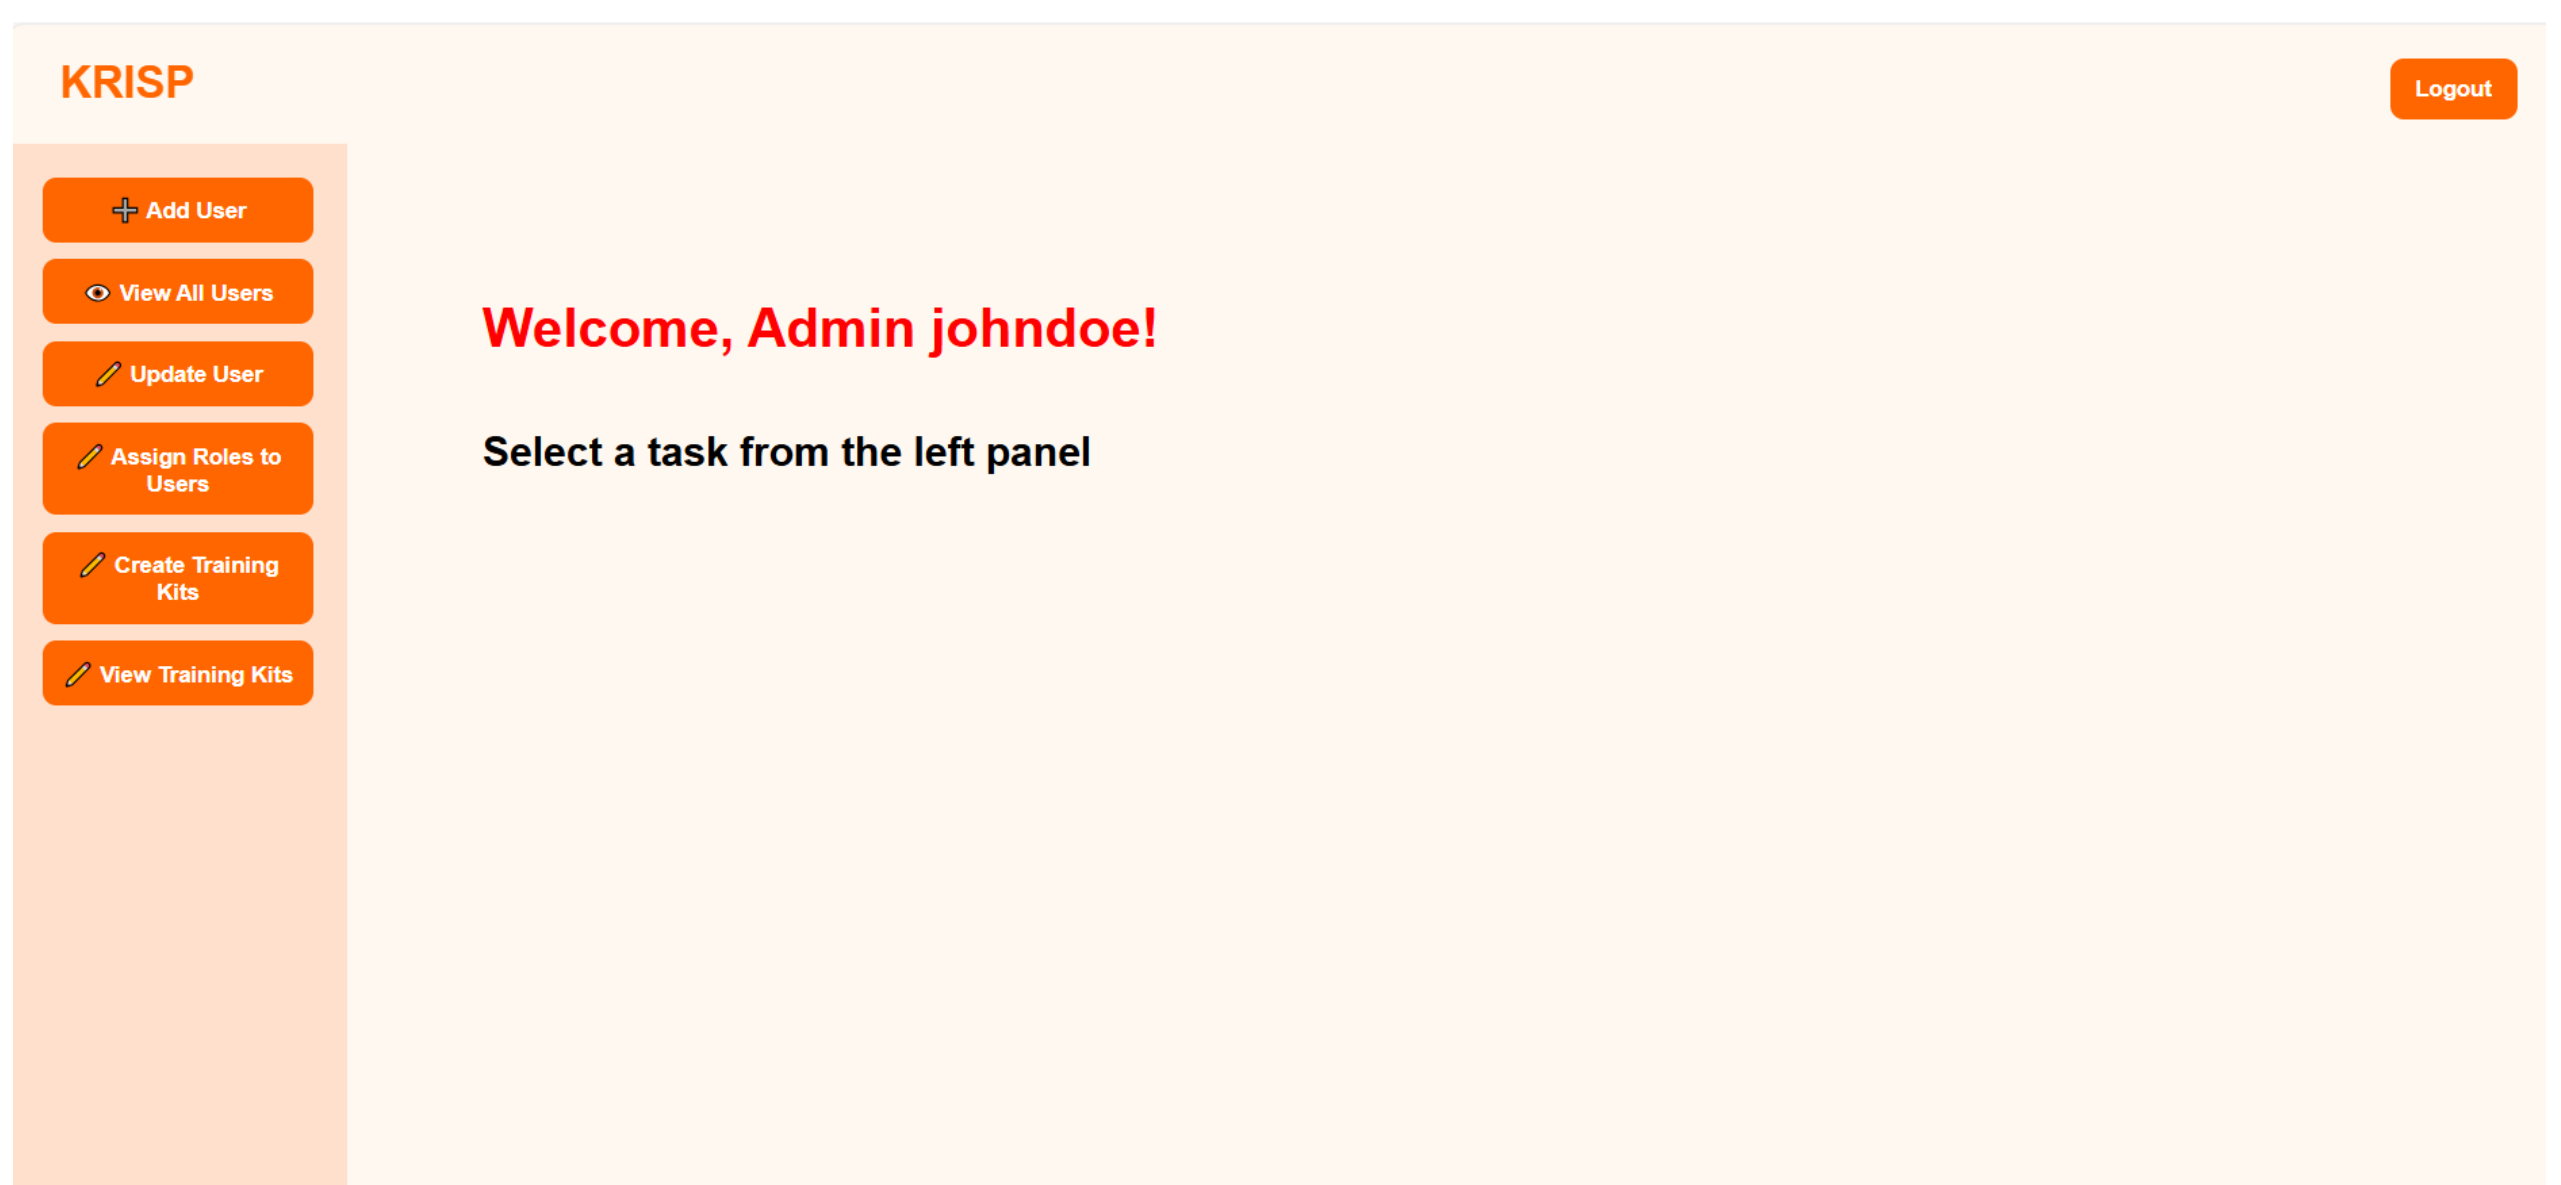 KRISP
Logout
➕ Add User
👁 View All Users
✏️ Update User
✏️ Assign Roles to
Users
✏️ Create Training
Kits
✏️ View Training Kits
Welcome, Admin johndoe!
Select a task from the left panel